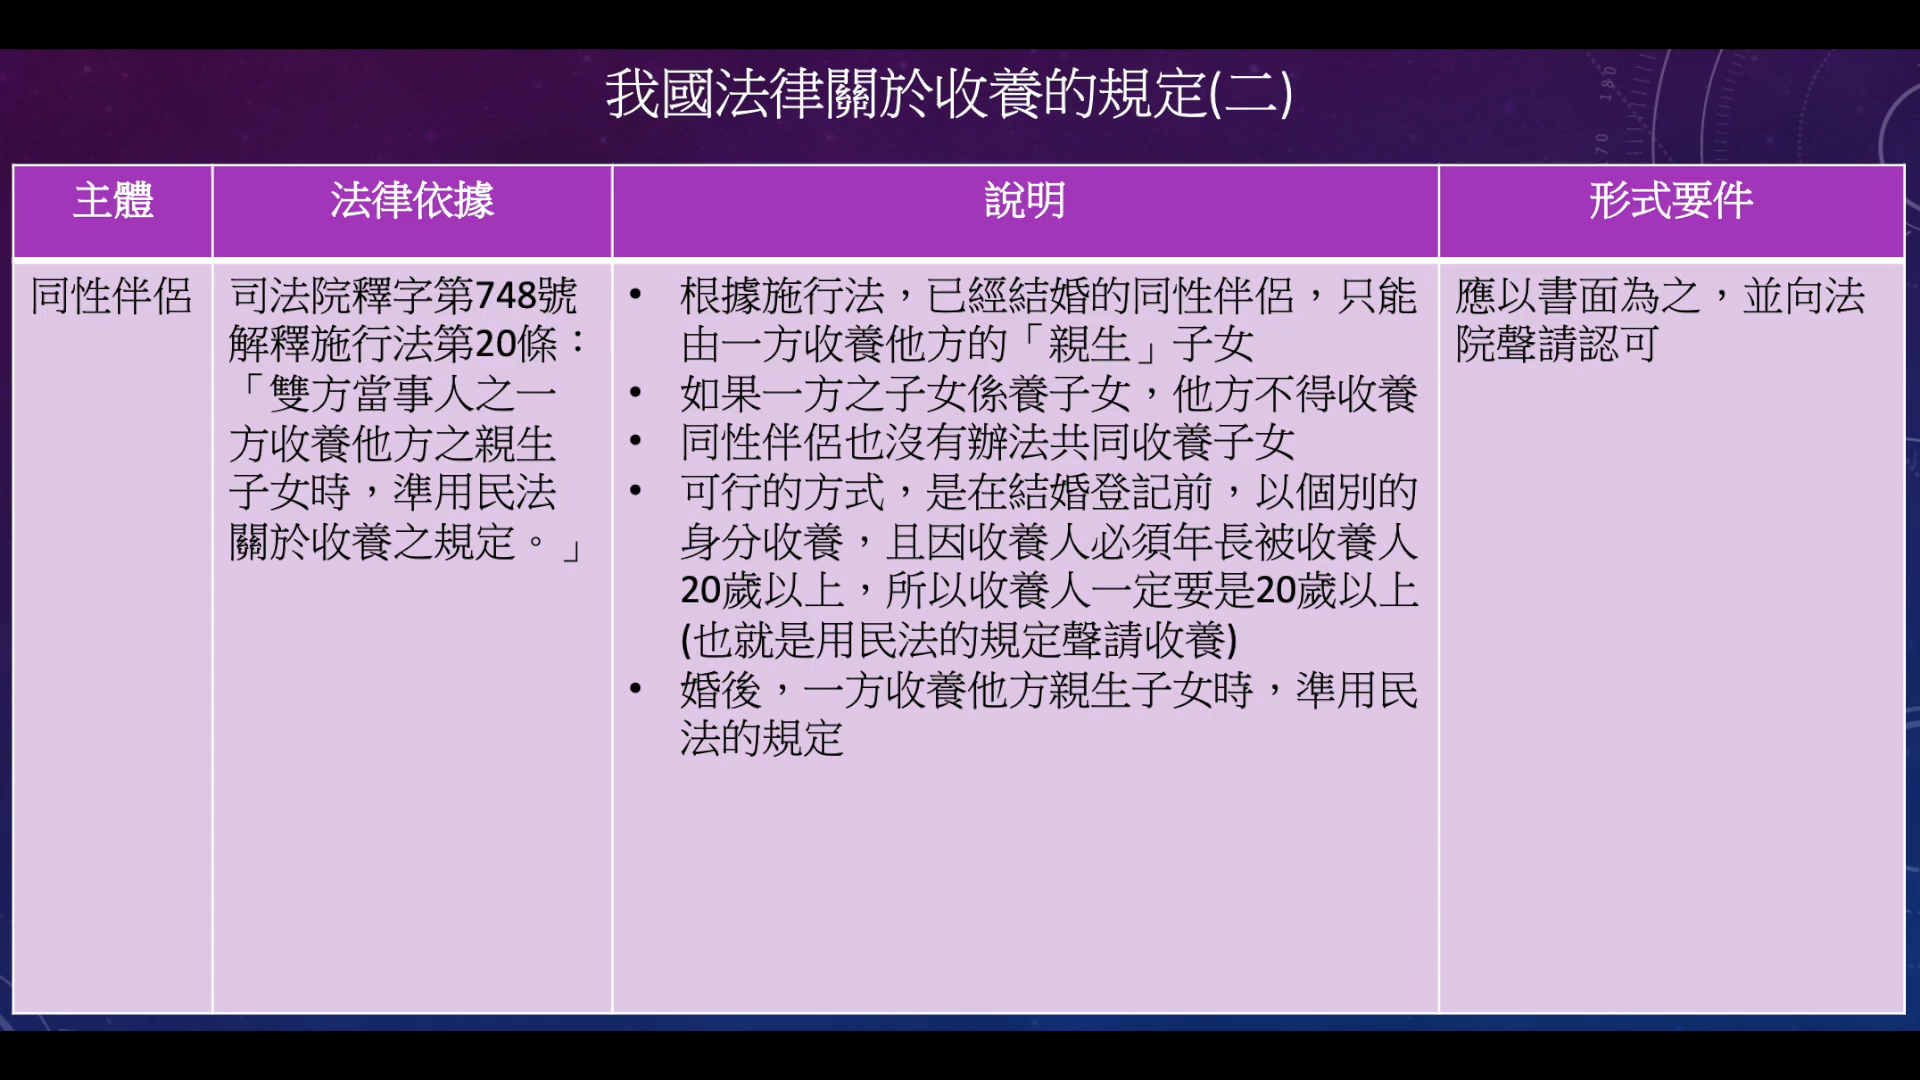 我國法律關於收養的規定(二)
主體
法律依據
說明
形式要件
同性伴侶
司法院釋字第748號
解釋施行法第20條：
「雙方當事人之一
方收養他方之親生
子女時，準用民法
關於收養之規定。」
• 根據施行法，已經結婚的同性伴侶，只能
由一方收養他方的「親生」子女
• 如果一方之子女係養子女，他方不得收養
• 同性伴侶也沒有辦法共同收養子女
• 可行的方式，是在結婚登記前，以個別的
身分收養，且因收養人必須年長被收養人
20歲以上，所以收養人一定要是20歲以上
(也就是用民法的規定聲請收養)
• 婚後，一方收養他方親生子女時，準用民
法的規定
應以書面為之，並向法
院聲請認可
180
170